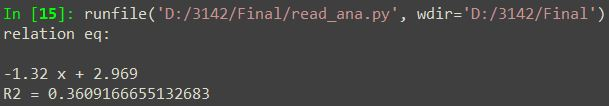 In [15]: runfile('D:/3142/Final/read_ana.py', wdir='D:/3142/Final')
relation eq:
-1.32 x + 2.969
R2 = 0.3609166655132683